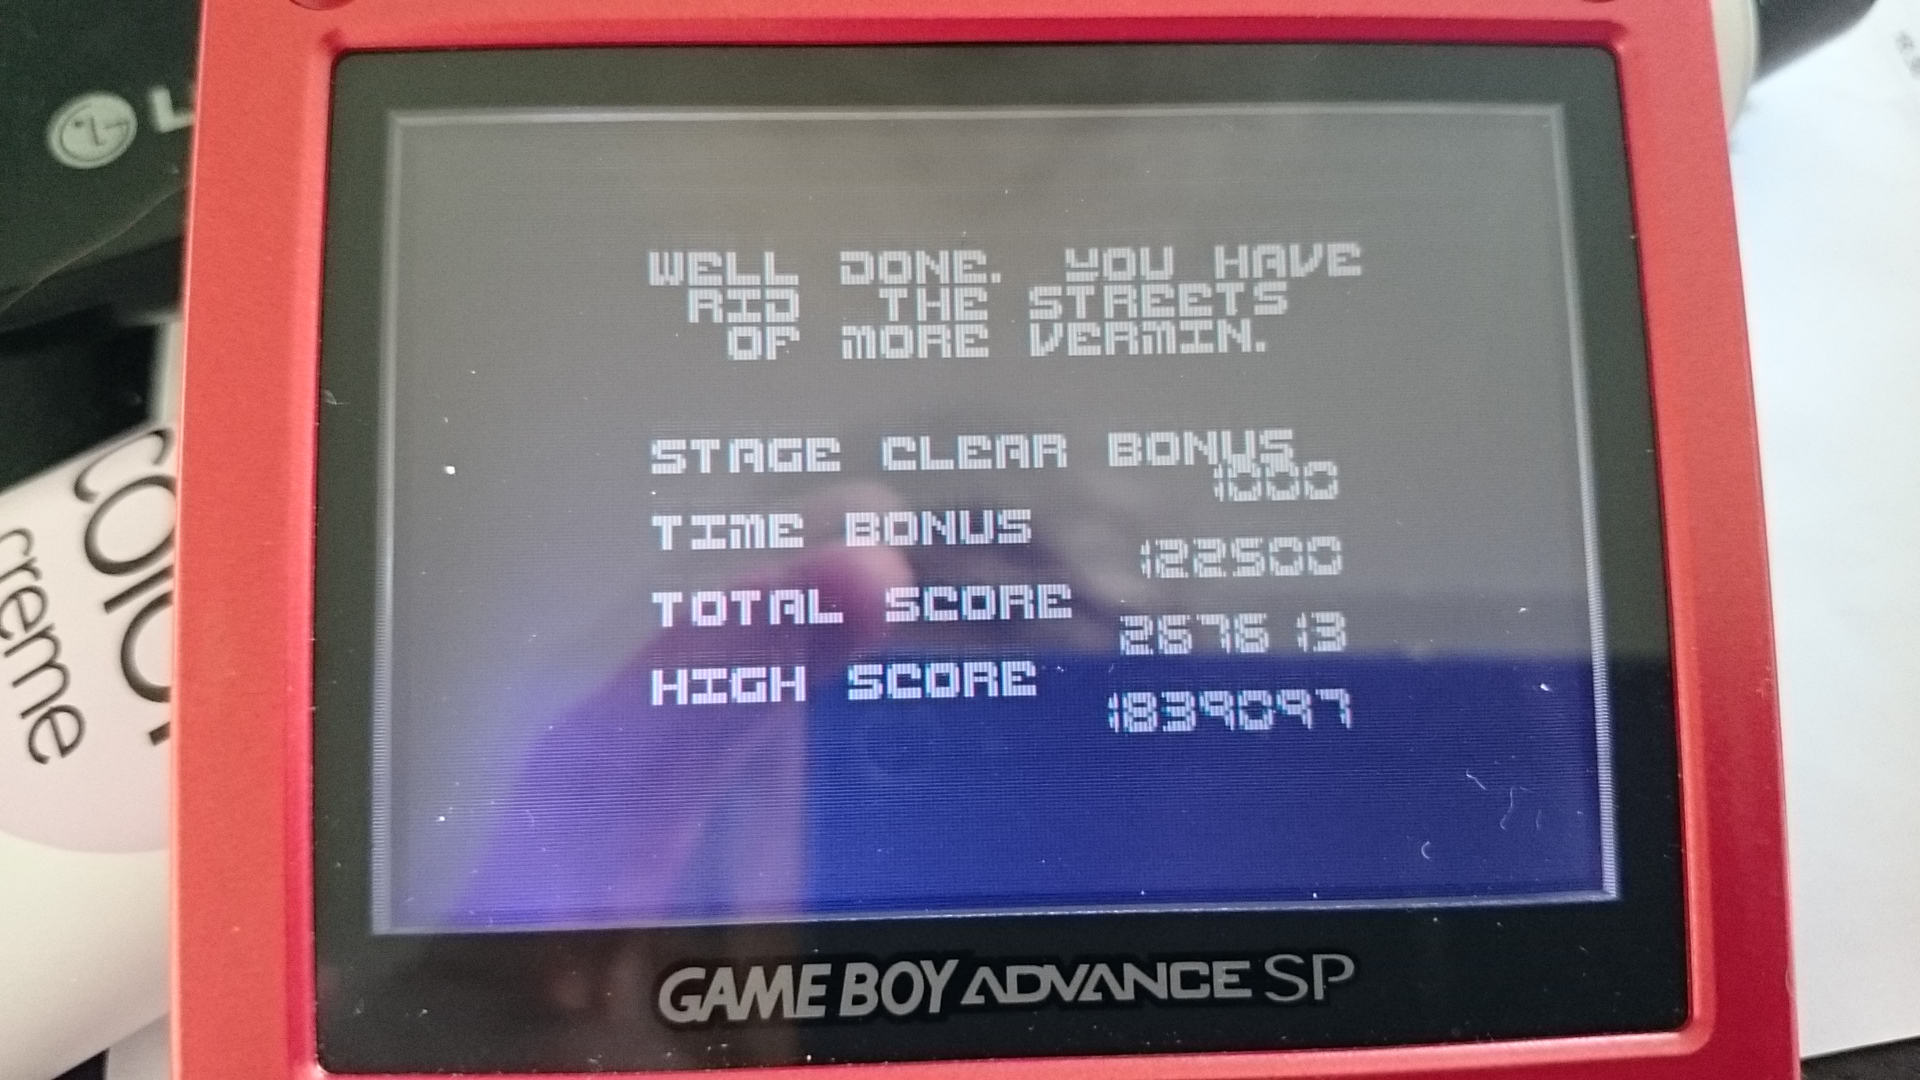 WELL DONE. YOU HAVE
RID THE STREETS
OF MORE VERMIN.
STAGE CLEAR BONUS
1000
TIME BONUS
122500
TOTAL SCORE
267613
HIGH SCORE
1839097
GAME BOY ADVANCE SP
LG
creme